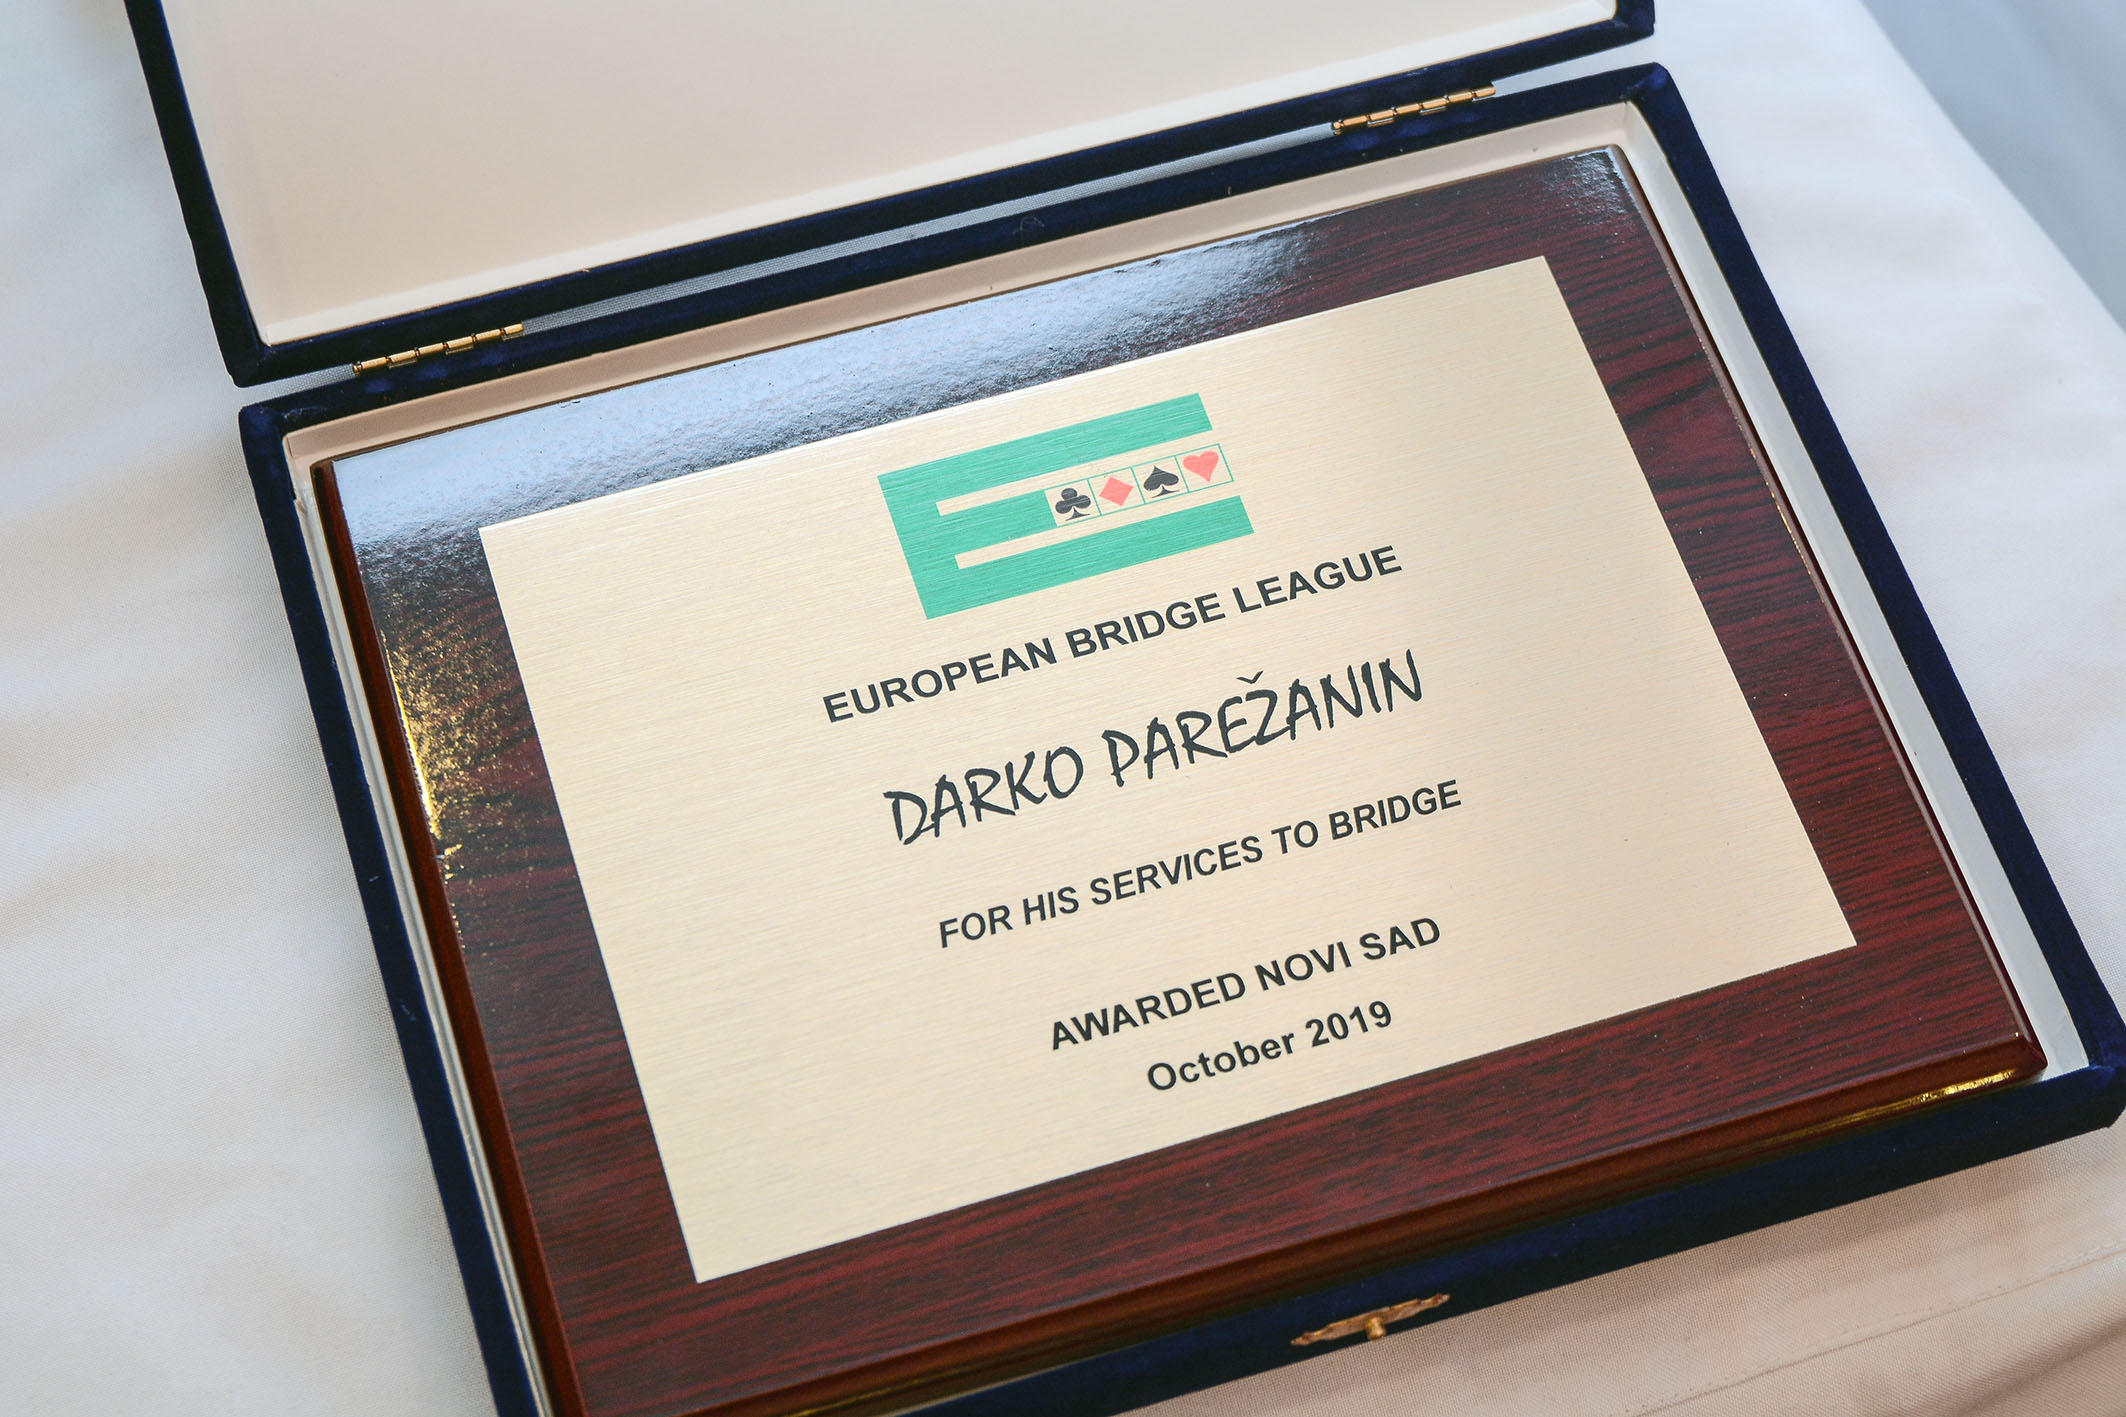 EUROPEAN BRIDGE LEAGUE
DARKO PAREŽANIN
FOR HIS SERVICES TO BRIDGE
AWARDED NOVI SAD
October 2019